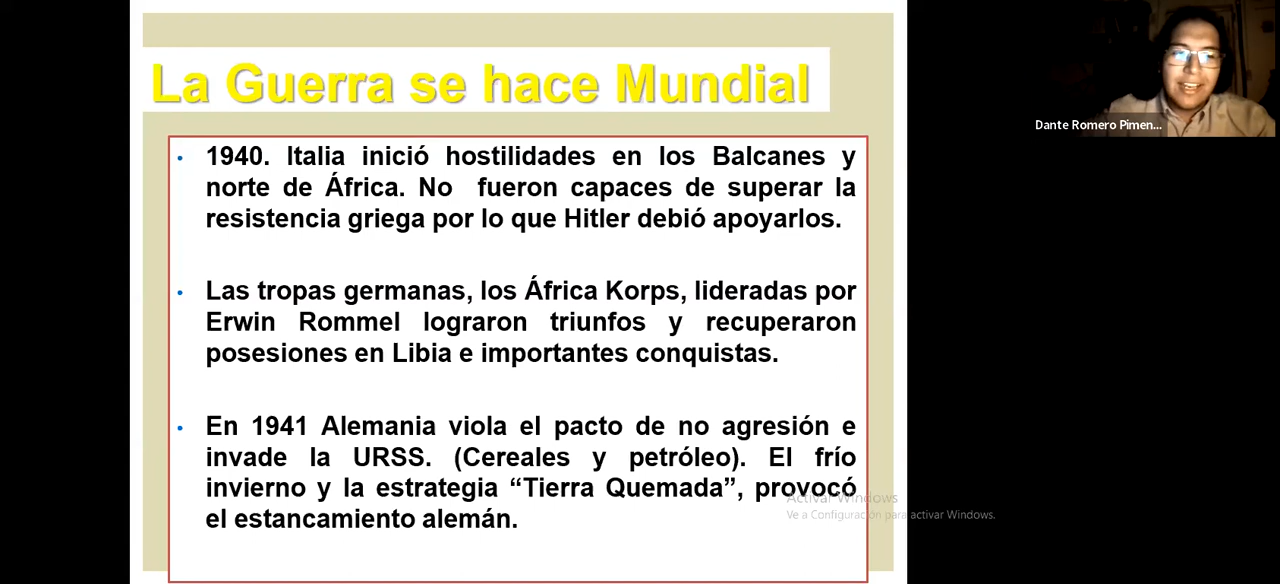 La Guerra se hace Mundial
• 1940. Italia inició hostilidades en los Balcanes y
norte de África. No fueron capaces de superar la
resistencia griega por lo que Hitler debió apoyarlos.
• Las tropas germanas, los África Korps, lideradas por
Erwin Rommel lograron triunfos y recuperaron
posesiones en Libia e importantes conquistas.
• En 1941 Alemania viola el pacto de no agresión e
invade la URSS. (Cereales y petróleo). El frío
invierno y la estrategia “Tierra Quemada”, provocó
el estancamiento alemán.
Activar Windows
Ve a Configuración para activar Windows.
Dante Romero Pimen...